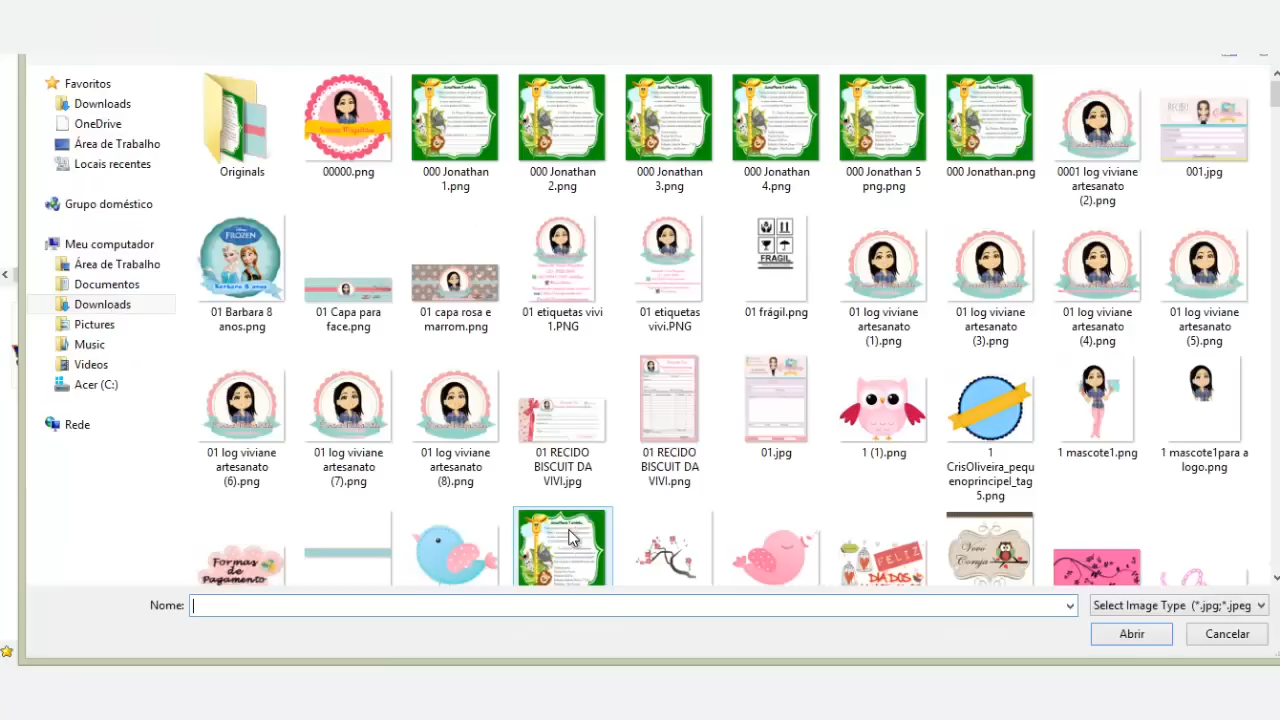 Favoritos
Downloads
OneDrive
Área de Trabalho
Locais recentes
Grupo doméstico
Meu computador
Área de Trabalho
Documentos
Downloads
Pictures
Music
Vídeos
Acer (C:)
Rede
Originals
00000.png
000 Jonathan
1.png
000 Jonathan
2.png
000 Jonathan
3.png
000 Jonathan
4.png
000 Jonathan 5
png.png
000 Jonathan.png
0001 log viviane
artesanato
(2).png
001.jpg
FROZEN
Barbara 8 anos
FRÁGIL
01 Barbara 8
anos.png
01 Capa para
face.png
01 capa rosa e
marrom.png
01 etiquetas vivi
1.PNG
01 etiquetas
vivi.PNG
01 frágil.png
01 log viviane
artesanato
(1).png
01 log viviane
artesanato
(3).png
01 log viviane
artesanato
(4).png
01 log viviane
artesanato
(5).png
01 log viviane
artesanato
(6).png
01 log viviane
artesanato
(7).png
01 log viviane
artesanato
(8).png
01 RECIDO
BISCUIT DA
VIVI.jpg
01 RECIDO
BISCUIT DA
VIVI.png
01.jpg
1 (1).png
1
CrisOliveira_pequ
enoprincipel_tag
5.png
1 mascote1.png
1 mascote1para a
logo.png
Formas
de
Pagamento
FELIZ
DIA DOS
Vovó
Coruja
Nome:
Select Image Type (*.jpg;*.jpeg
Abrir
Cancelar